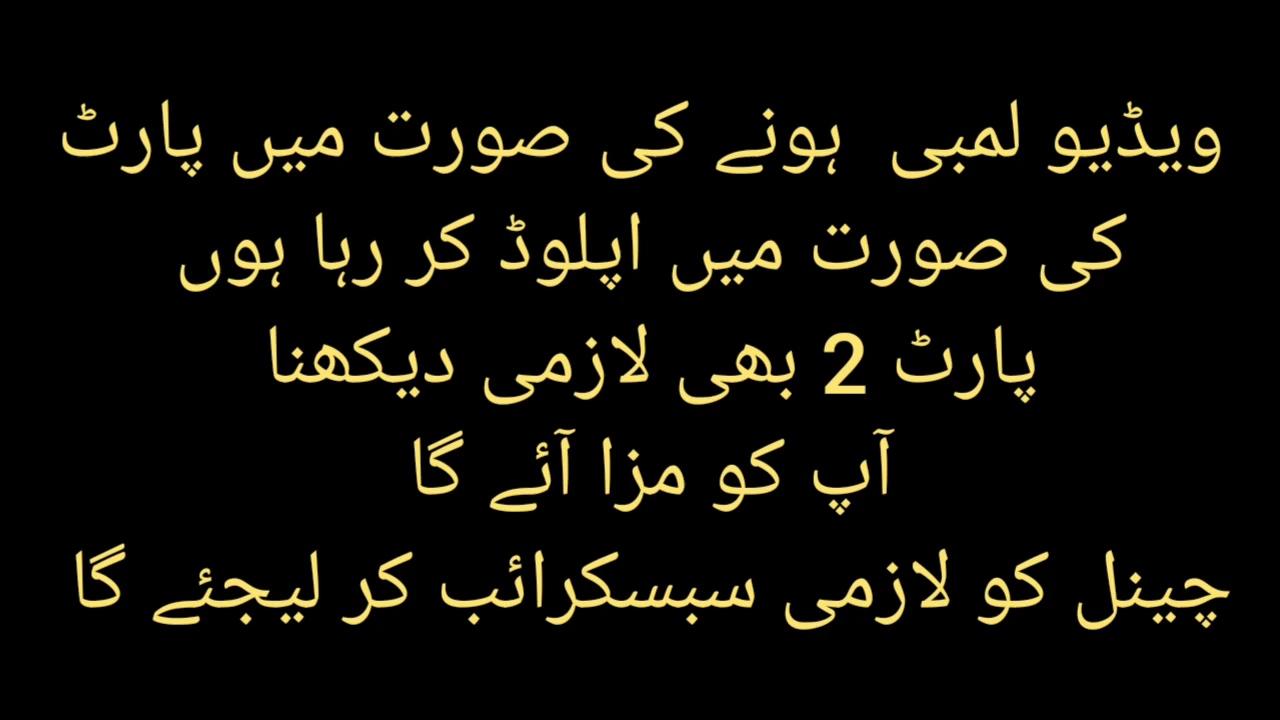 ویڈیو لمبی ہونے کی صورت میں پارٹ
کی صورت میں اپلوڈ کر رہا ہوں
پارٹ 2 بھی لازمی دیکھنا
آپ کو مزا آئے گا
چینل کو لازمی سبسکرائب کر لیجئے گا